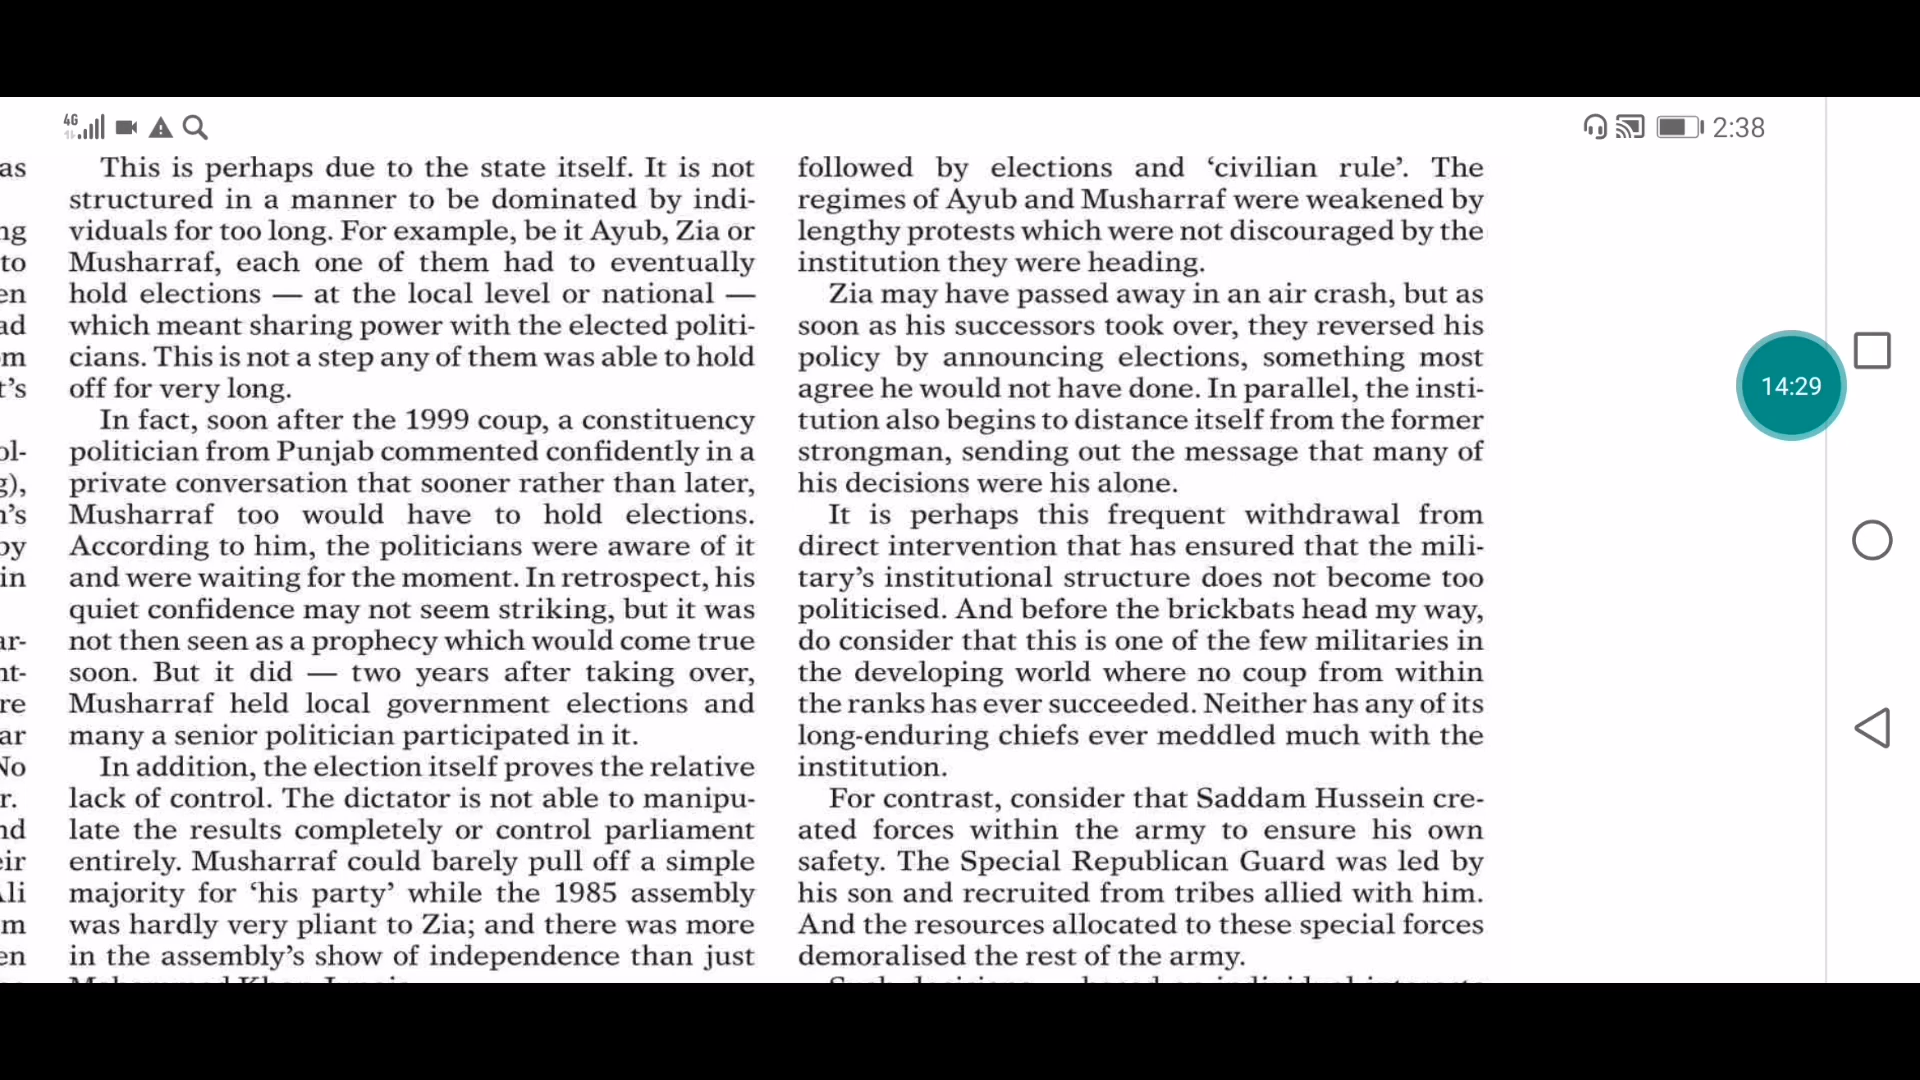 4G
2:38
14:29
as
ng
to
en
ad
m
t’s
ol-
g),
n’s
by
in
ar-
nt-
re
ar
No
r.
nd
eir
Ali
m
en
This is perhaps due to the state itself. It is not
structured in a manner to be dominated by indi-
viduals for too long. For example, be it Ayub, Zia or
Musharraf, each one of them had to eventually
hold elections — at the local level or national —
which meant sharing power with the elected politi-
cians. This is not a step any of them was able to hold
off for very long.
In fact, soon after the 1999 coup, a constituency
politician from Punjab commented confidently in a
private conversation that sooner rather than later,
Musharraf too would have to hold elections.
According to him, the politicians were aware of it
and were waiting for the moment. In retrospect, his
quiet confidence may not seem striking, but it was
not then seen as a prophecy which would come true
soon. But it did — two years after taking over,
Musharraf held local government elections and
many a senior politician participated in it.
In addition, the election itself proves the relative
lack of control. The dictator is not able to manipu-
late the results completely or control parliament
entirely. Musharraf could barely pull off a simple
majority for ‘his party’ while the 1985 assembly
was hardly very pliant to Zia; and there was more
in the assembly’s show of independence than just
followed by elections and ‘civilian rule’. The
regimes of Ayub and Musharraf were weakened by
lengthy protests which were not discouraged by the
institution they were heading.
Zia may have passed away in an air crash, but as
soon as his successors took over, they reversed his
policy by announcing elections, something most
agree he would not have done. In parallel, the insti-
tution also begins to distance itself from the former
strongman, sending out the message that many of
his decisions were his alone.
It is perhaps this frequent withdrawal from
direct intervention that has ensured that the mili-
tary’s institutional structure does not become too
politicised. And before the brickbats head my way,
do consider that this is one of the few militaries in
the developing world where no coup from within
the ranks has ever succeeded. Neither has any of its
long-enduring chiefs ever meddled much with the
institution.
For contrast, consider that Saddam Hussein cre-
ated forces within the army to ensure his own
safety. The Special Republican Guard was led by
his son and recruited from tribes allied with him.
And the resources allocated to these special forces
demoralised the rest of the army.